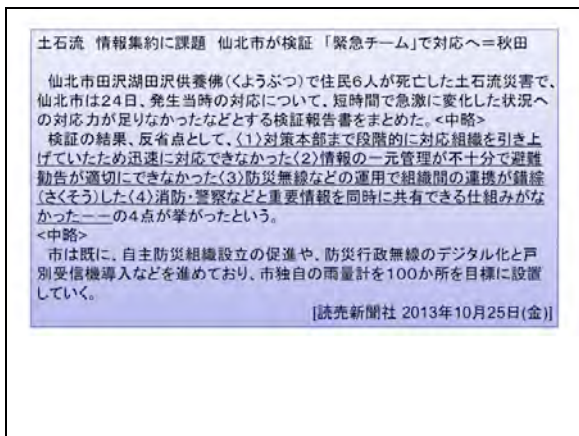 土石流　情報集約に課題　仙北市が検証　「緊急チーム」で対応へ＝秋田
　仙北市田沢湖田沢供養佛(くようぶつ)で住民6人が死亡した土石流災害で、
仙北市は24日、発生当時の対応について、短時間で急激に変化した状況へ
の対応力が足りなかったなどとする検証報告書をまとめた。<中略>
　検証の結果、反省点として、〈1〉対策本部まで段階的に対応組織を引き上
げていたため迅速に対応できなかった〈2〉情報の一元管理が不十分で避難
勧告が適切にできなかった〈3〉防災無線などの運用で組織間の連携が錯綜
(さくそう)した〈4〉消防・警察などと重要情報を同時に共有できる仕組みがな
かった－－の4点が挙がったという。
<中略>
　市は既に、自主防災組織設立の促進や、防災行政無線のデジタル化と戸
別受信機導入などを進めており、市独自の雨量計を100か所を目標に設置
していく。
[読売新聞社 2013年10月25日(金)]